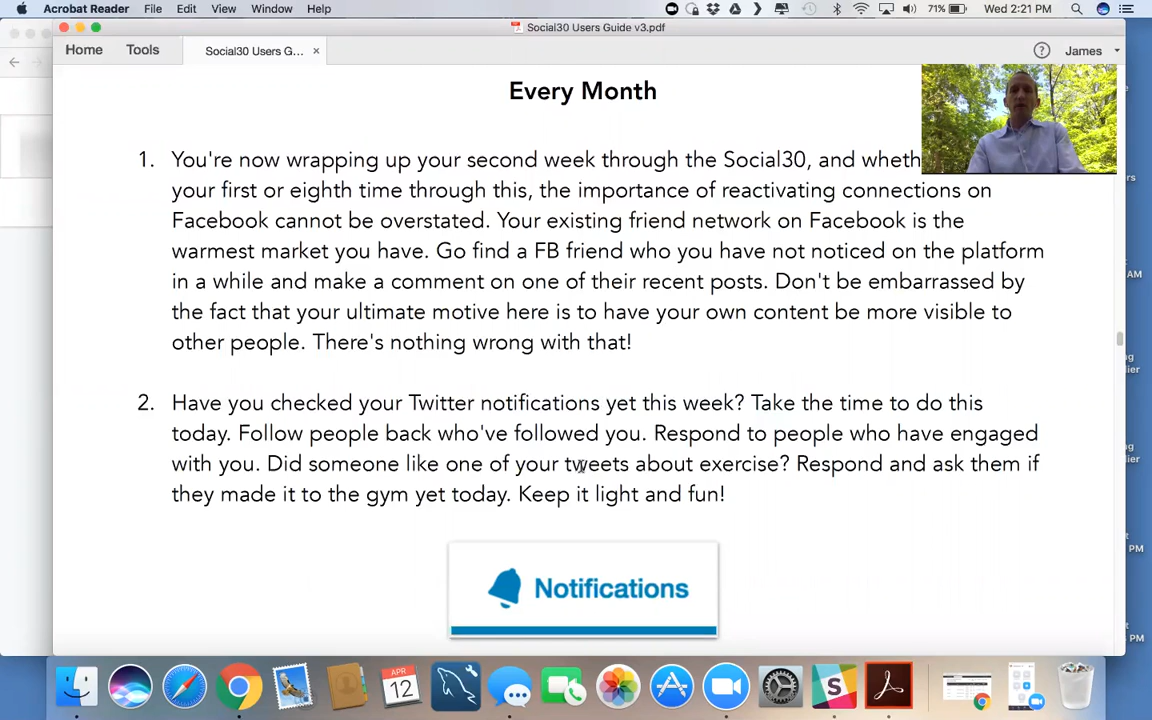 Acrobat Reader File Edit View Window Help 71% Wed 2:21 PM
Social30 Users Guide v3.pdf
Home Tools Social30 Users G... × ? James
Every Month
1. You're now wrapping up your second week through the Social30, and wheth
your first or eighth time through this, the importance of reactivating connections on
Facebook cannot be overstated. Your existing friend network on Facebook is the
warmest market you have. Go find a FB friend who you have not noticed on the platform
in a while and make a comment on one of their recent posts. Don't be embarrassed by
the fact that your ultimate motive here is to have your own content be more visible to
other people. There's nothing wrong with that!
2. Have you checked your Twitter notifications yet this week? Take the time to do this
today. Follow people back who've followed you. Respond to people who have engaged
with you. Did someone like one of your tweets about exercise? Respond and ask them if
they made it to the gym yet today. Keep it light and fun!
Notifications
rs
AM
ng
lier
ng
lier
t
PM
t
PM
APR
12
S